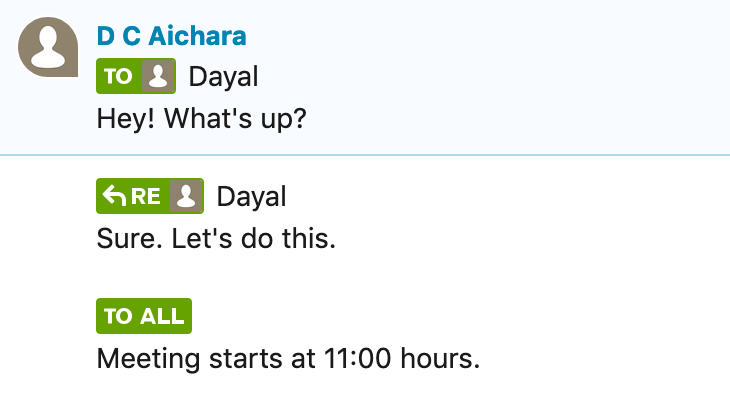 D C Aichara
TO Dayal
Hey! What's up?
RE Dayal
Sure. Let's do this.
TO ALL
Meeting starts at 11:00 hours.